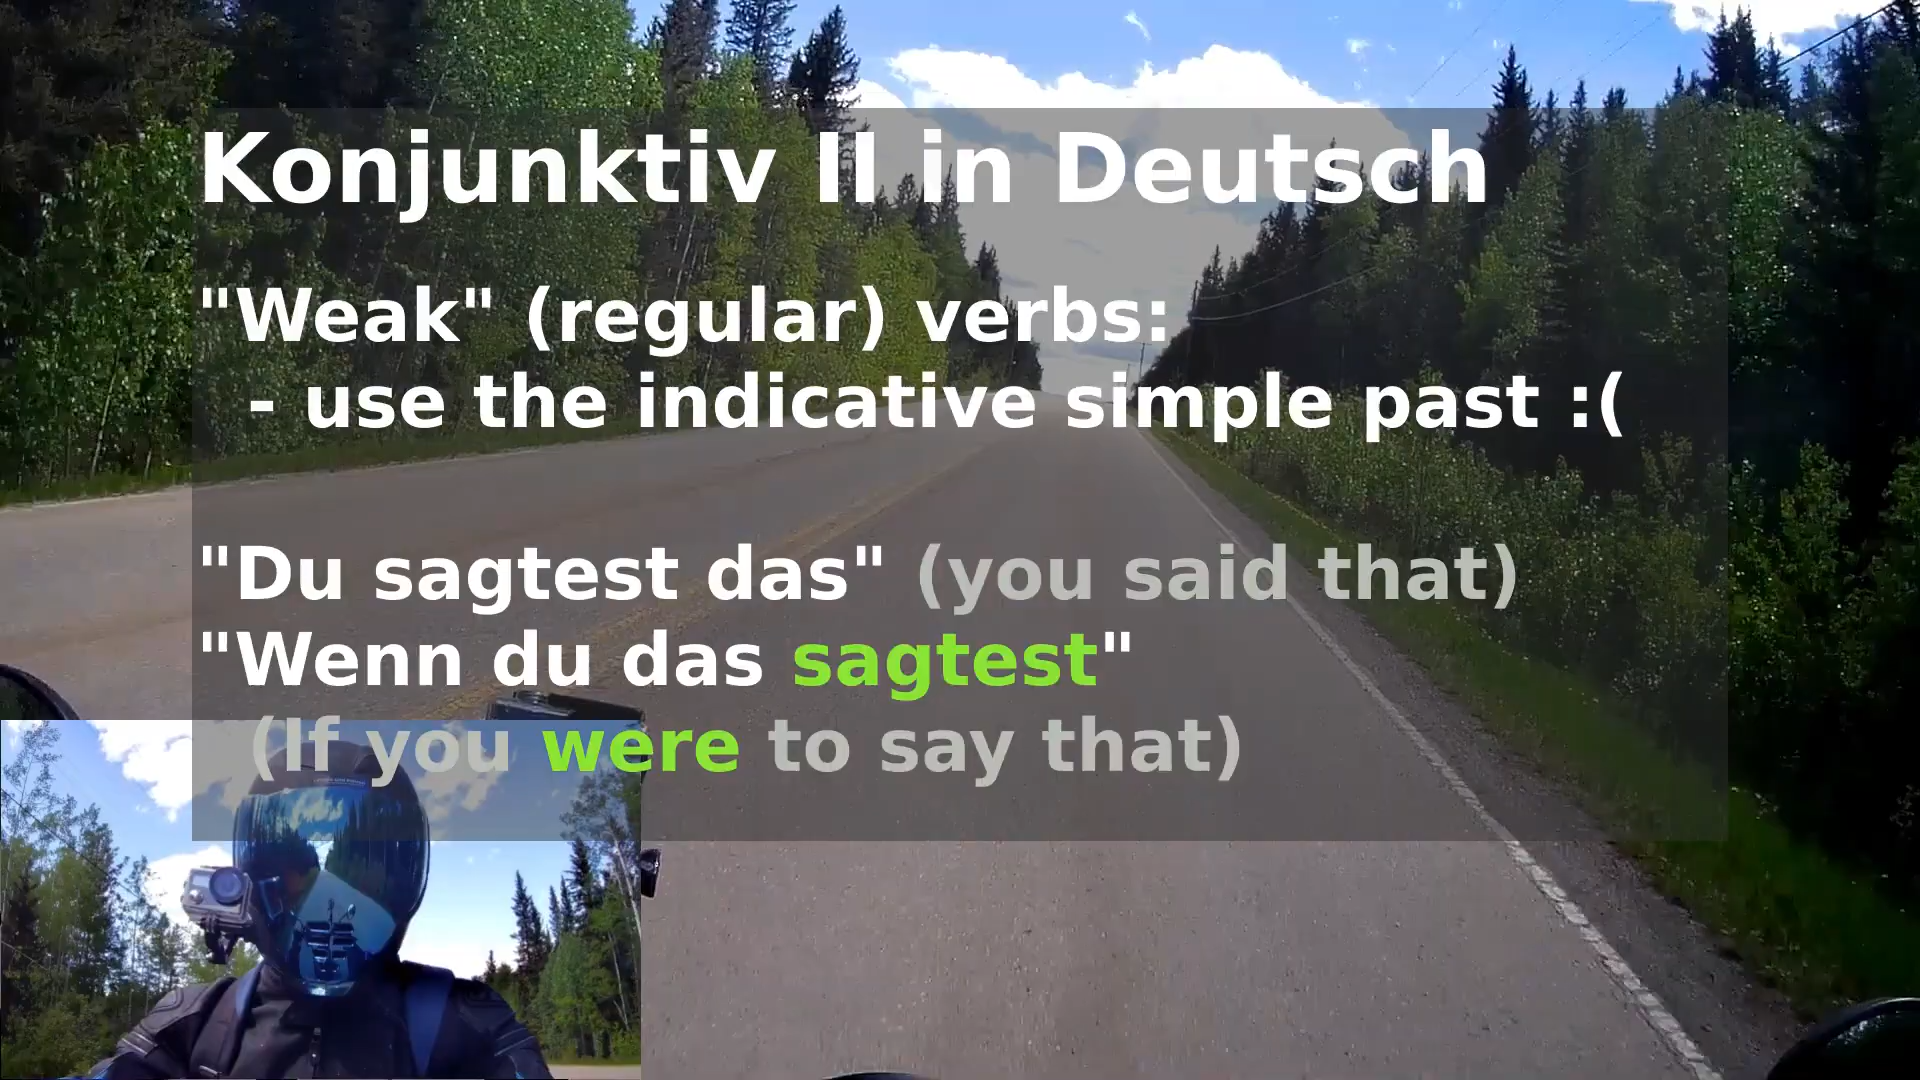 Konjunktiv II in Deutsch
"Weak" (regular) verbs:
- use the indicative simple past :(
"Du sagtest das" (you said that)
"Wenn du das sagtest"
(If you were to say that)